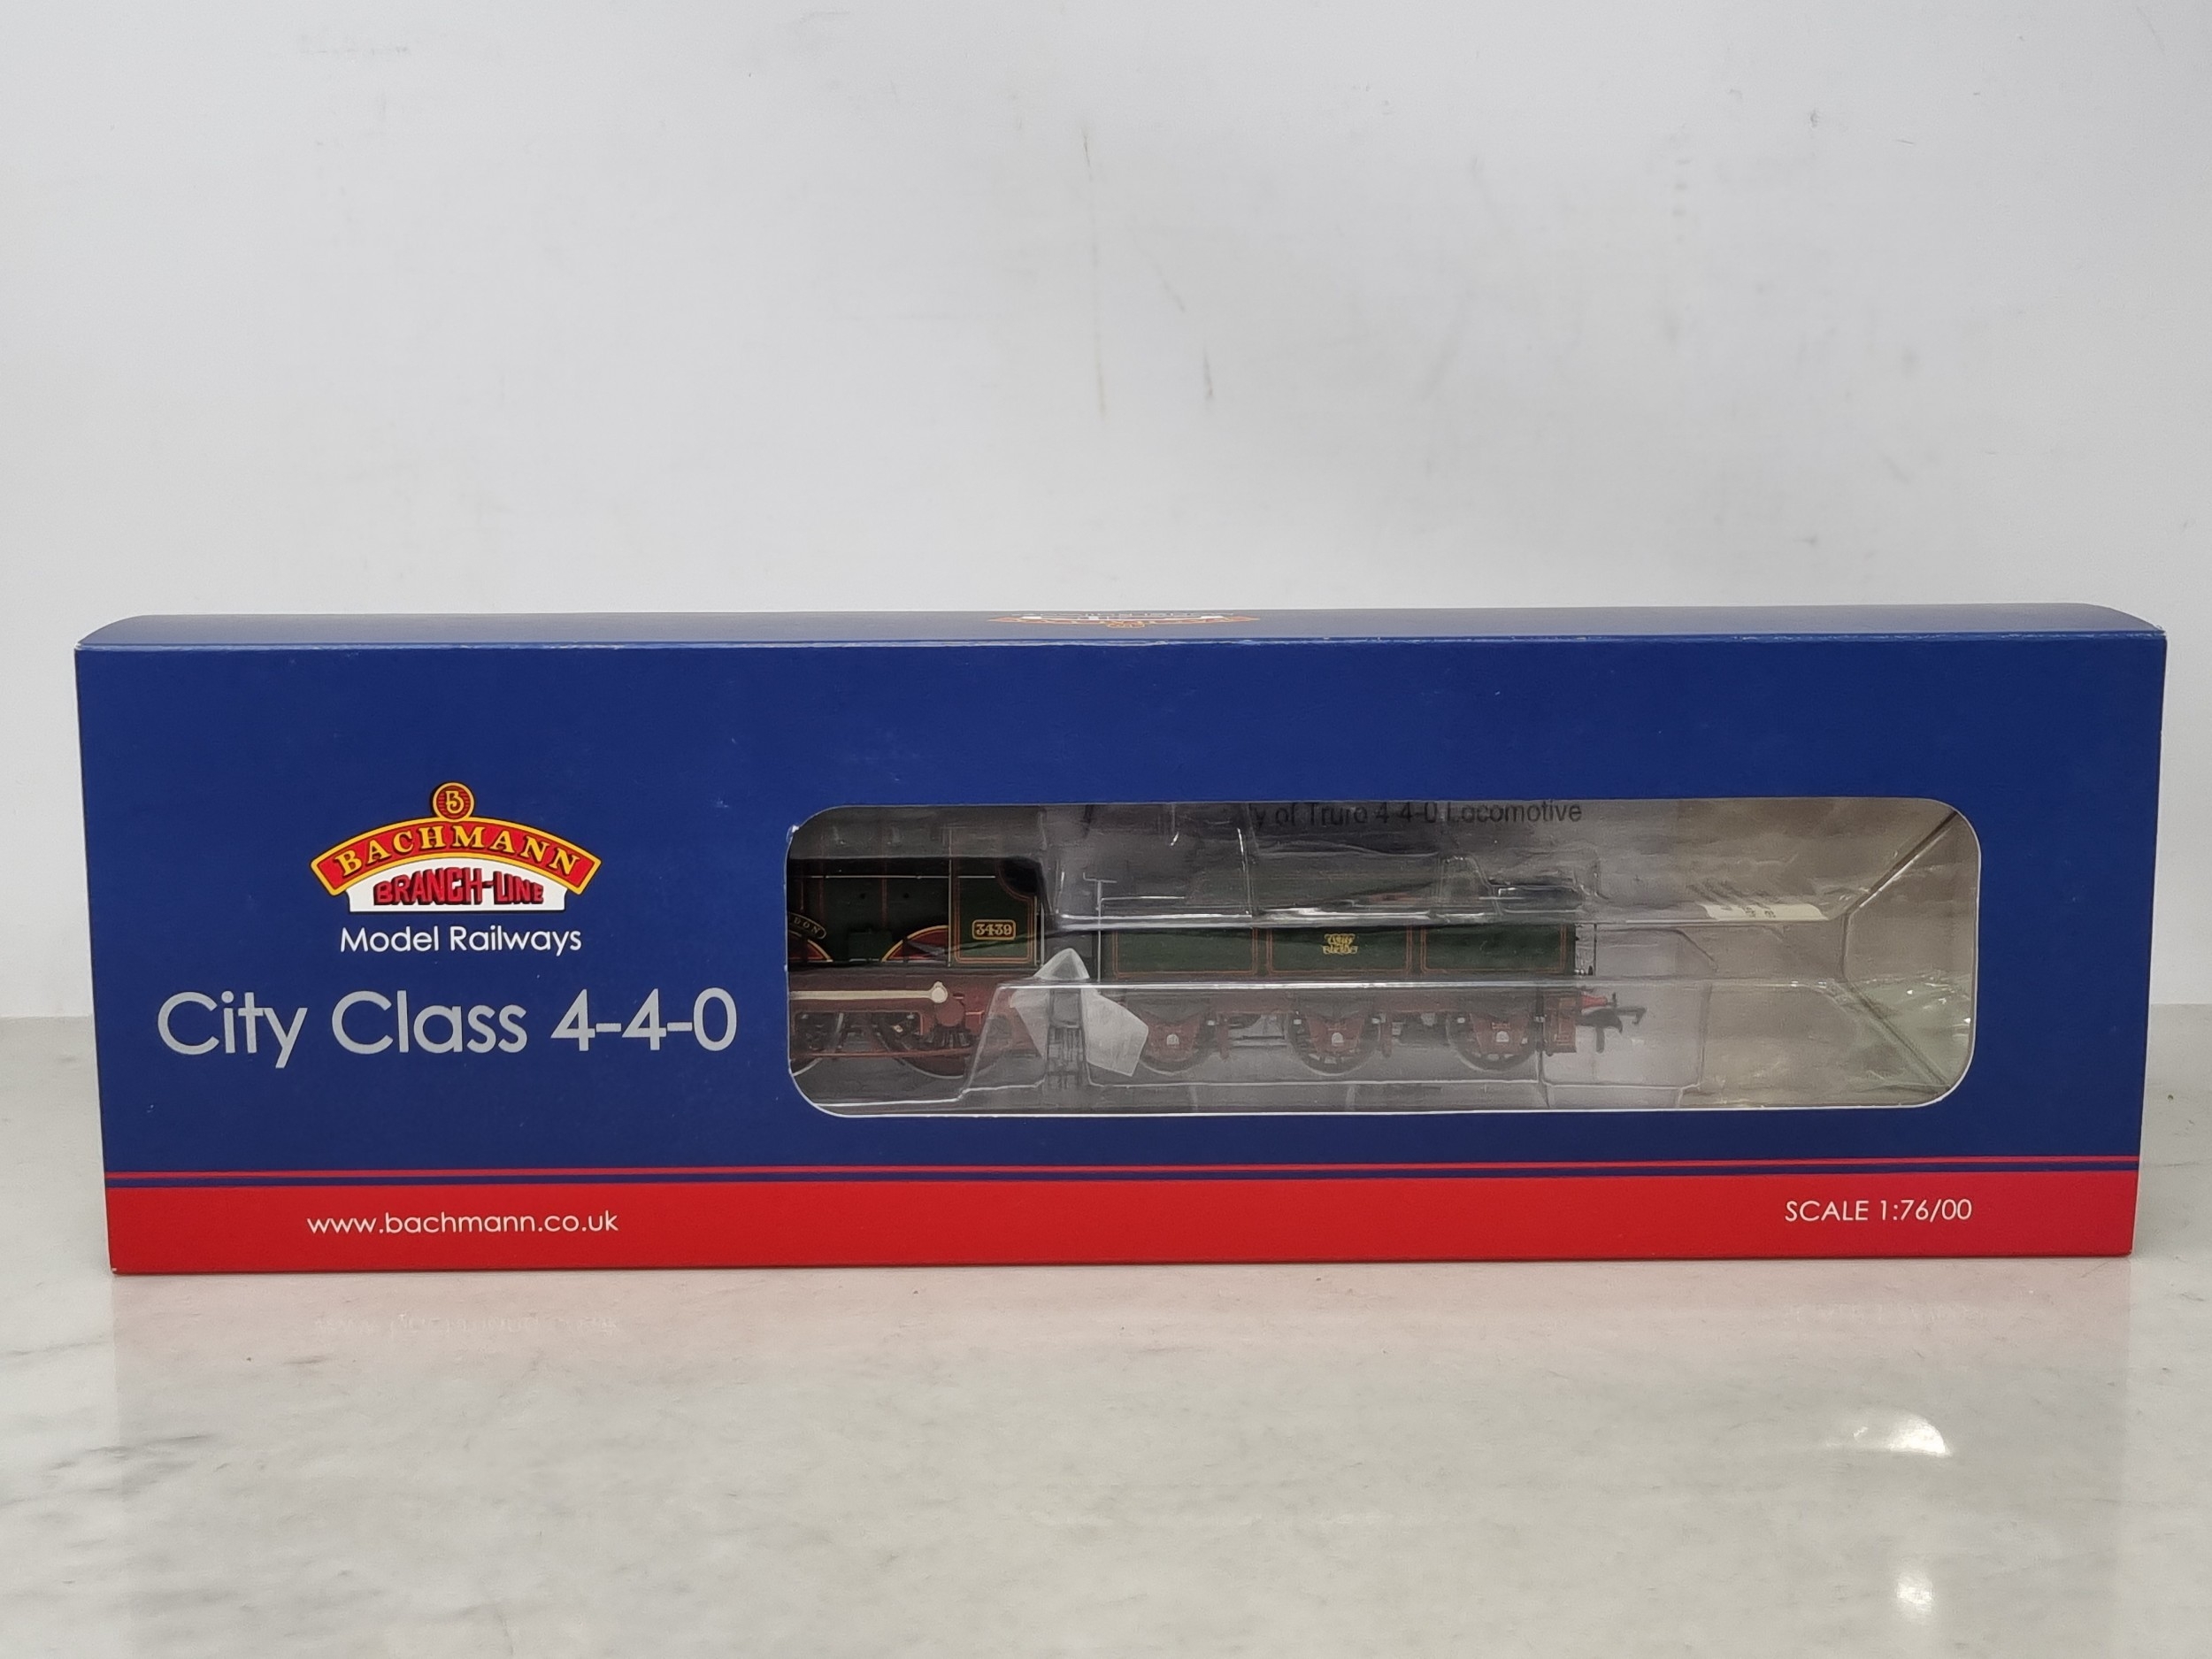 BACHMANN
BRANCH-LINE
Model Railways
City Class 4-4-0
y of Truro 4-4-0 Locomotive
DON
3439
www.bachmann.co.uk
SCALE 1:76/00